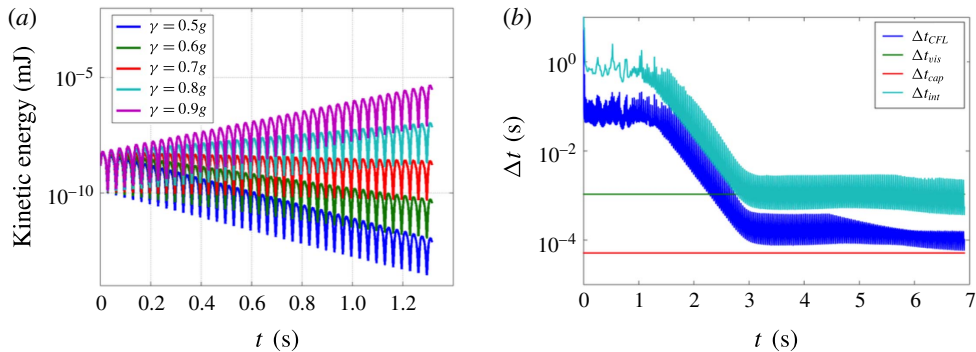 (a)
Kinetic energy (mJ)
10⁻⁵
10⁻¹⁰
γ = 0.5g
γ = 0.6g
γ = 0.7g
γ = 0.8g
γ = 0.9g
0 0.2 0.4 0.6 0.8 1.0 1.2
t (s)
(b)
Δt (s)
10⁰
10⁻²
10⁻⁴
Δt_CFL
Δt_vis
Δt_cap
Δt_int
0 1 2 3 4 5 6 7
t (s)